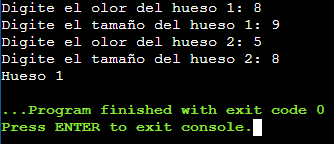 Digite el olor del hueso 1: 8
Digite el tamaño del hueso 1: 9
Digite el olor del hueso 2: 5
Digite el tamaño del hueso 2: 8
Hueso 1
...Program finished with exit code 0
Press ENTER to exit console.